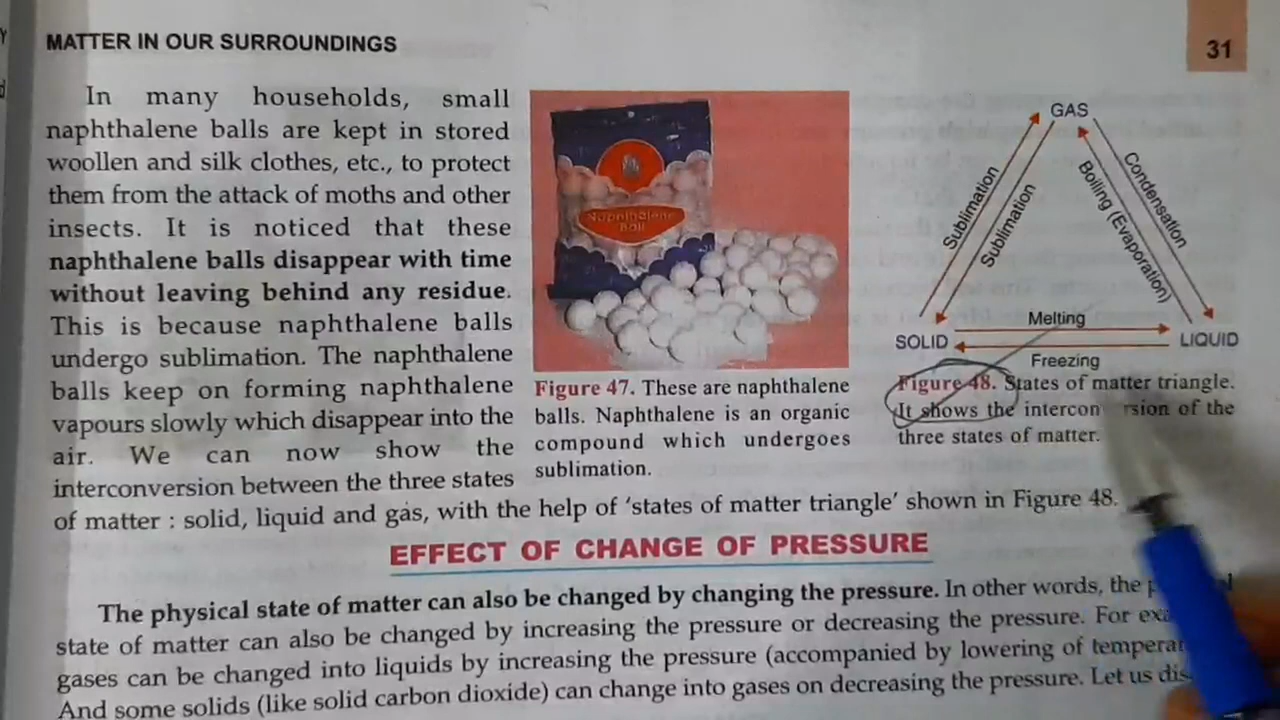 MATTER IN OUR SURROUNDINGS
31
In many households, small
naphthalene balls are kept in stored
woollen and silk clothes, etc., to protect
them from the attack of moths and other
insects. It is noticed that these
naphthalene balls disappear with time
without leaving behind any residue.
This is because naphthalene balls
undergo sublimation. The naphthalene
balls keep on forming naphthalene
vapours slowly which disappear into the
air. We can now show the
interconversion between the three states
of matter : solid, liquid and gas, with the help of ‘states of matter triangle’ shown in Figure 48.
Naphthalene
Ball
Figure 47. These are naphthalene
balls. Naphthalene is an organic
compound which undergoes
sublimation.
GAS
Sublimation
Sublimation
Condensation
Boiling (Evaporation)
Melting
SOLID
LIQUID
Freezing
Figure 48. States of matter triangle.
It shows the intercon rsion of the
three states of matter.
EFFECT OF CHANGE OF PRESSURE
The physical state of matter can also be changed by changing the pressure. In other words, the
state of matter can also be changed by increasing the pressure or decreasing the pressure. For
gases can be changed into liquids by increasing the pressure (accompanied by lowering of
And some solids (like solid carbon dioxide) can change into gases on decreasing the pressure. Let us